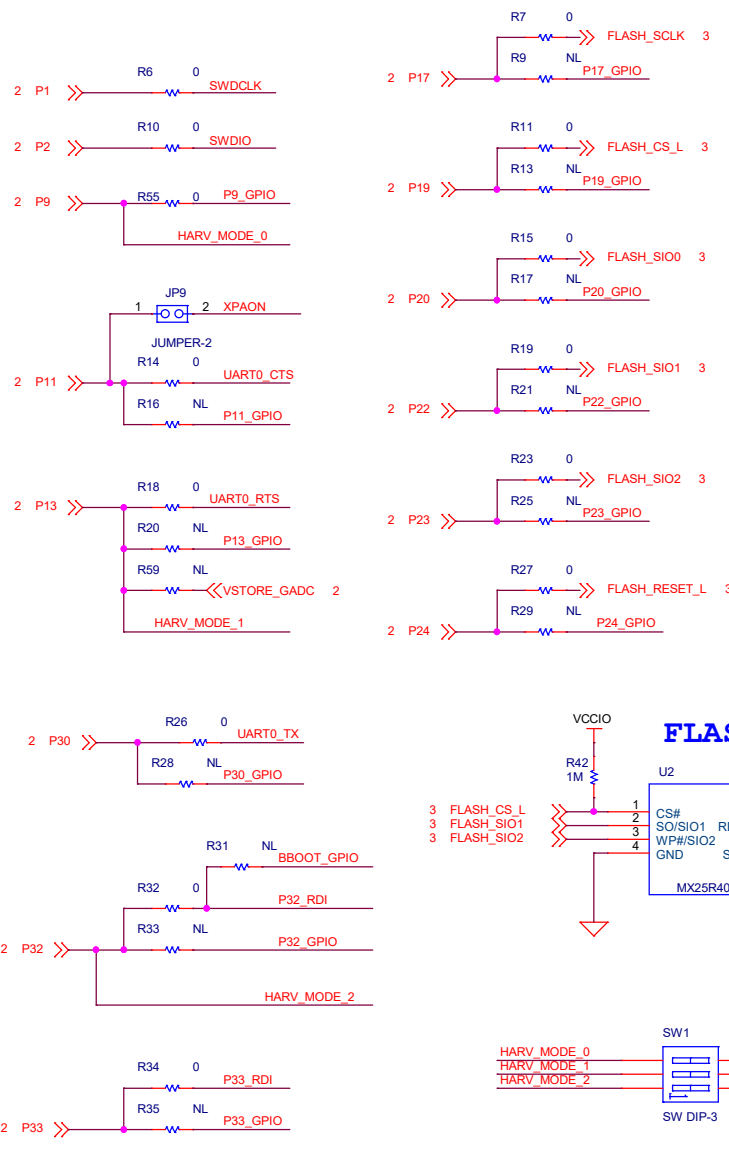 R6 0
2 P1 SWDCLK
R10 0
2 P2 SWDIO
2 P9 R55 0 P9_GPIO
HARV_MODE_0
JP9
1 2 XPAON
JUMPER-2
R14 0
2 P11 UART0_CTS
R16 NL
P11_GPIO
R18 0
2 P13 UART0_RTS
R20 NL
P13_GPIO
R59 NL
VSTORE_GADC 2
HARV_MODE_1
R26 0
2 P30 UART0_TX
R28 NL
P30_GPIO
R31 NL
BBOOT_GPIO
R32 0
P32_RDI
R33 NL
2 P32 P32_GPIO
HARV_MODE_2
R34 0
P33_RDI
R35 NL
2 P33 P33_GPIO
R7 0
FLASH_SCLK 3
R9 NL
2 P17 P17_GPIO
R11 0
FLASH_CS_L 3
R13 NL
2 P19 P19_GPIO
R15 0
FLASH_SIO0 3
R17 NL
2 P20 P20_GPIO
R19 0
FLASH_SIO1 3
R21 NL
2 P22 P22_GPIO
R23 0
FLASH_SIO2 3
R25 NL
2 P23 P23_GPIO
R27 0
FLASH_RESET_L 3
R29 NL
2 P24 P24_GPIO
VCCIO
FLAS
R42
1M
U2
3 FLASH_CS_L 1 CS#
3 FLASH_SIO1 2 SO/SIO1
3 FLASH_SIO2 3 WP#/SIO2
4 GND S
MX25R40
SW1
HARV_MODE_0
HARV_MODE_1
HARV_MODE_2
SW DIP-3